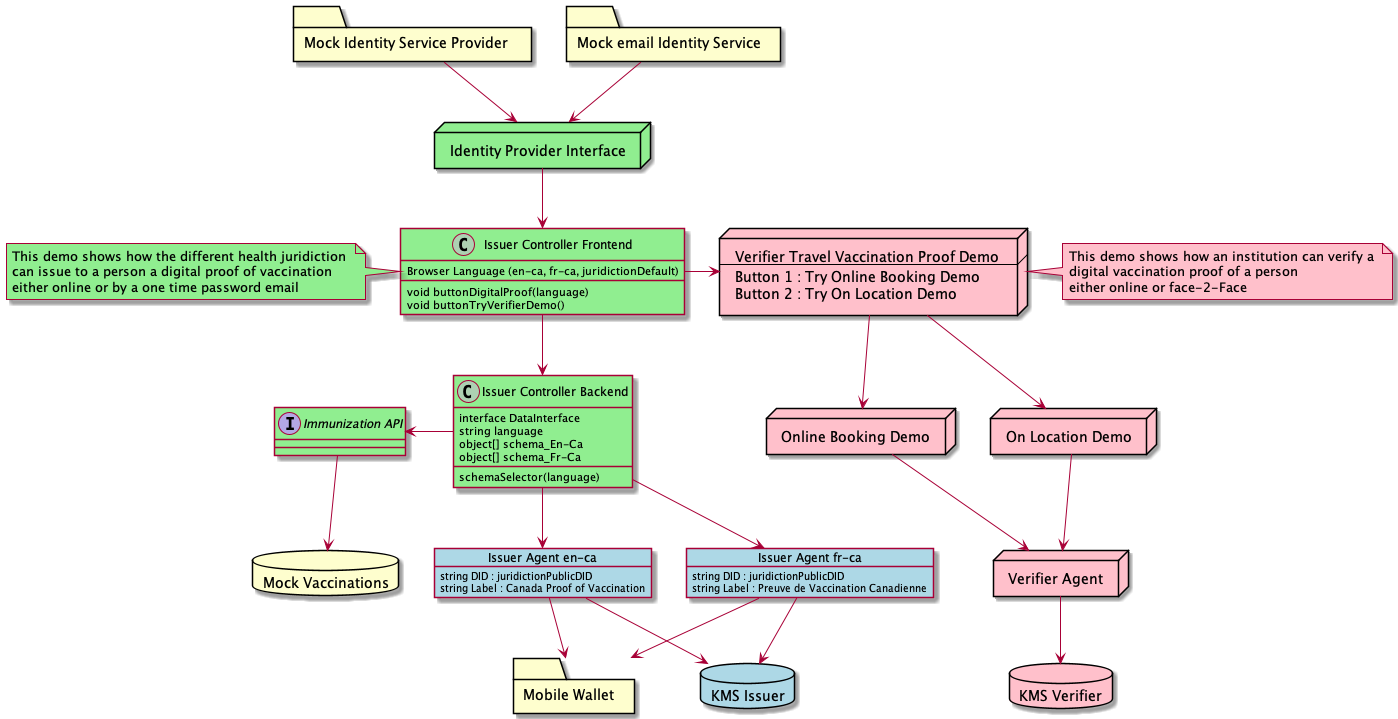 Mock Identity Service Provider
Mock email Identity Service
Identity Provider Interface
This demo shows how the different health juridiction
can issue to a person a digital proof of vaccination
either online or by a one time password email
C Issuer Controller Frontend
Browser Language (en-ca, fr-ca, juridictionDefault)
void buttonDigitalProof(language)
void buttonTryVerifierDemo()
Verifier Travel Vaccination Proof Demo
Button 1 : Try Online Booking Demo
Button 2 : Try On Location Demo
This demo shows how an institution can verify a
digital vaccination proof of a person
either online or face-2-Face
I Immunization API
C Issuer Controller Backend
interface DataInterface
string language
object[] schema_En-Ca
object[] schema_Fr-Ca
schemaSelector(language)
Online Booking Demo
On Location Demo
Mock Vaccinations
Issuer Agent en-ca
string DID : juridictionPublicDID
string Label : Canada Proof of Vaccination
Issuer Agent fr-ca
string DID : juridictionPublicDID
string Label : Preuve de Vaccination Canadienne
Verifier Agent
Mobile Wallet
KMS Issuer
KMS Verifier